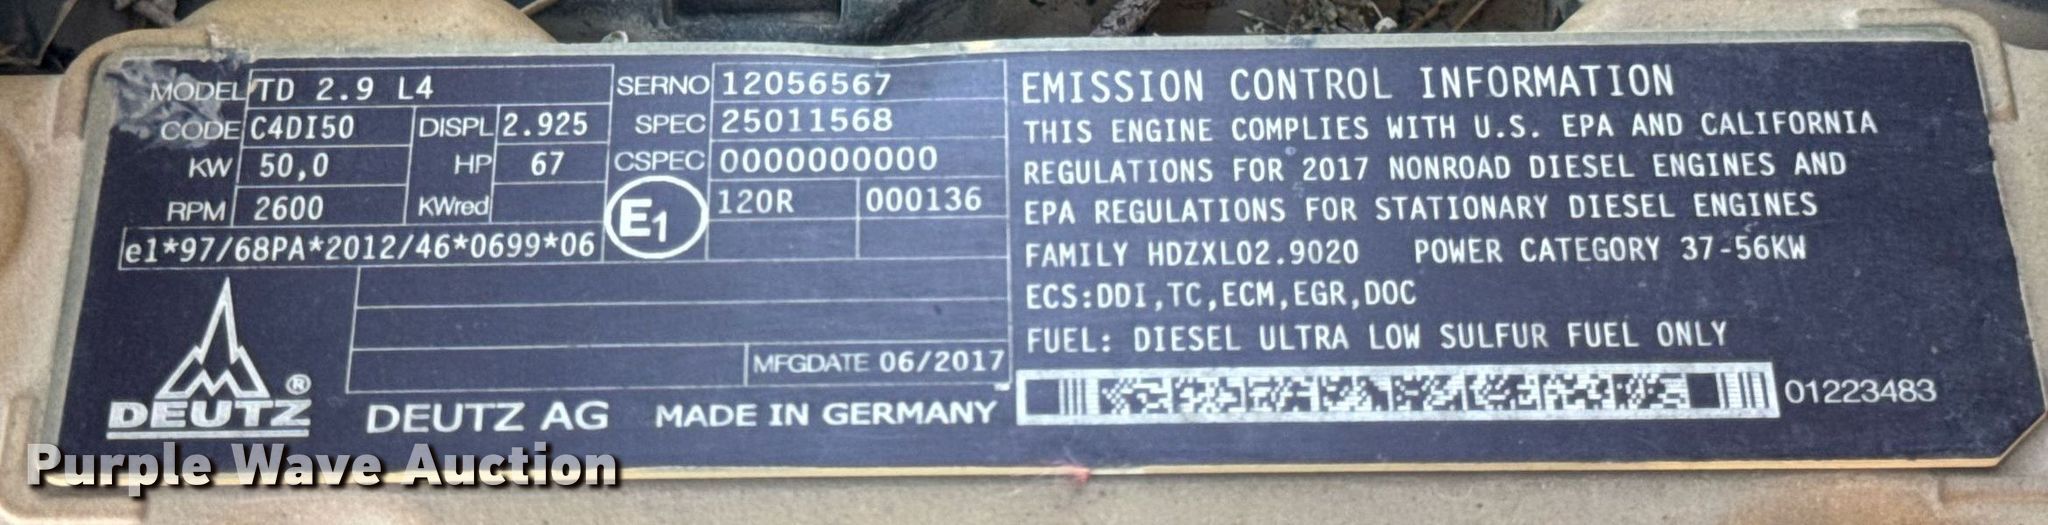 MODEL TD 2.9 L4
CODE C4DI50 DISPL 2.925
KW 50,0 HP 67
RPM 2600 KWred
e1*97/68PA*2012/46*0699*06
SERNO 12056567
SPEC 25011568
CSPEC 0000000000
E1 120R 000136
MFGDATE 06/2017
DEUTZ ®
DEUTZ AG MADE IN GERMANY
EMISSION CONTROL INFORMATION
THIS ENGINE COMPLIES WITH U.S. EPA AND CALIFORNIA
REGULATIONS FOR 2017 NONROAD DIESEL ENGINES AND
EPA REGULATIONS FOR STATIONARY DIESEL ENGINES
FAMILY HDZXL02.9020 POWER CATEGORY 37-56KW
ECS:DDI,TC,ECM,EGR,DOC
FUEL: DIESEL ULTRA LOW SULFUR FUEL ONLY
01223483
Purple Wave Auction